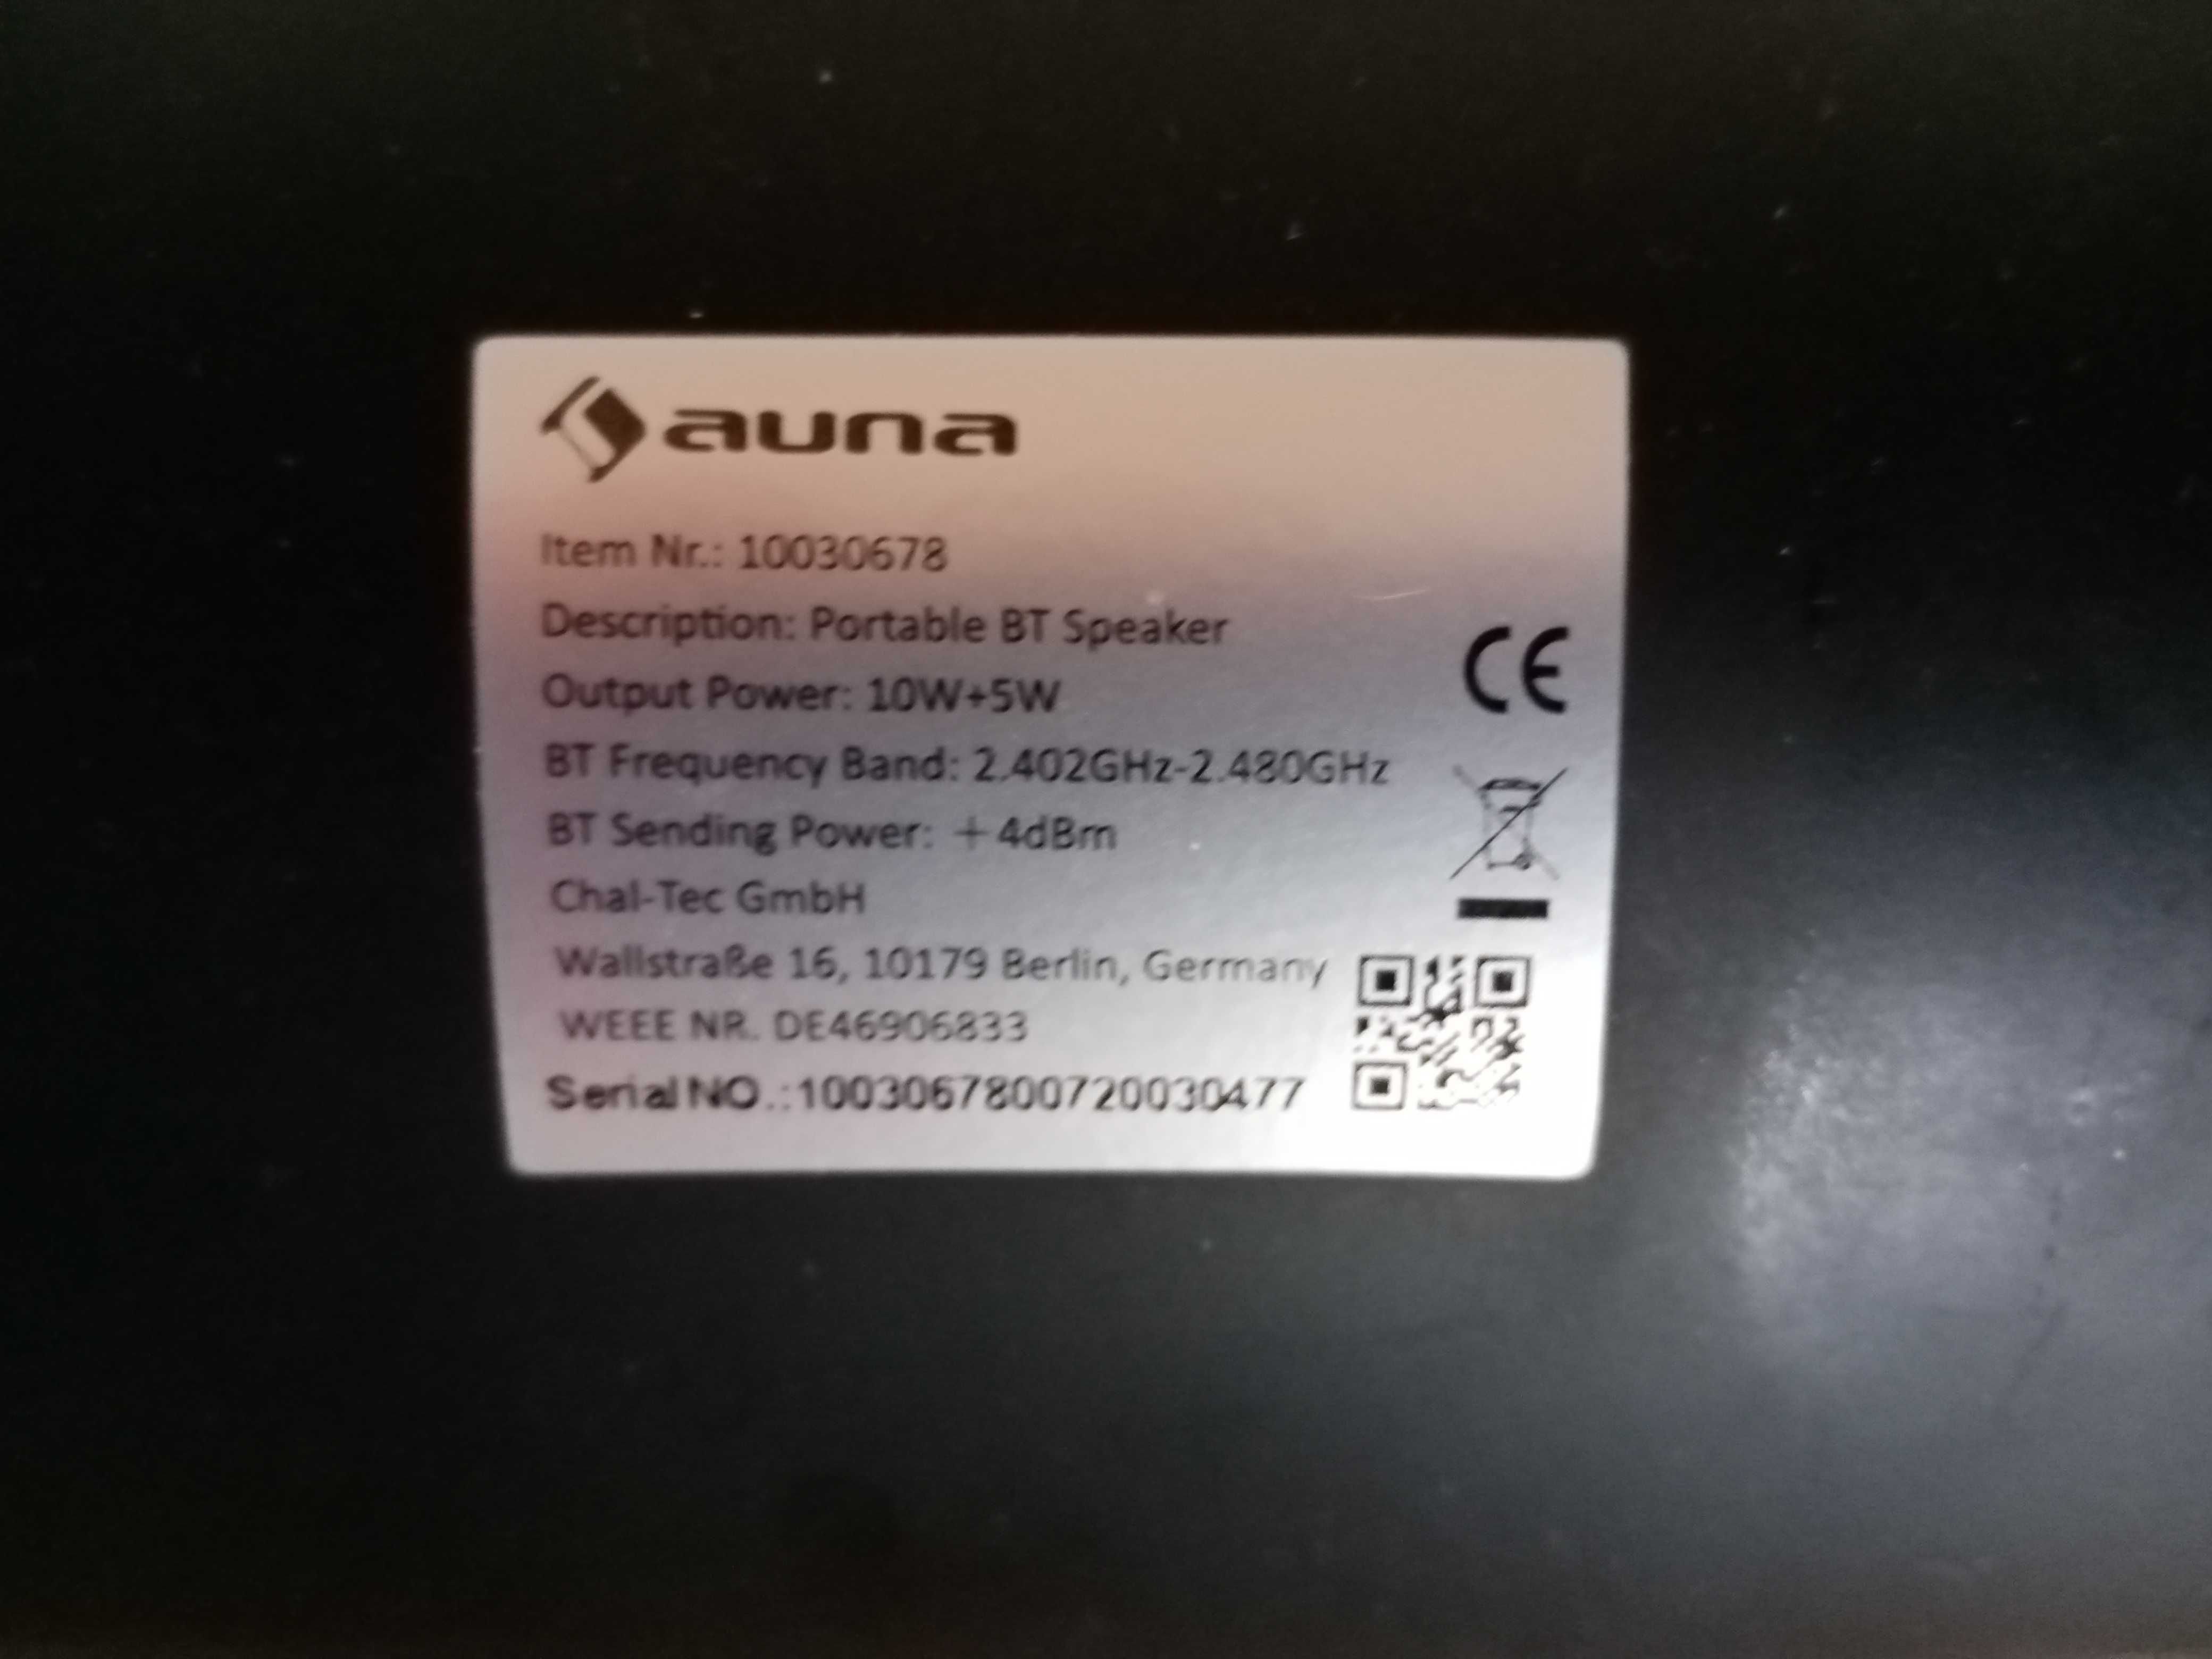 auna
Item Nr.: 10030678
Description: Portable BT Speaker
Output Power: 10W+5W
BT Frequency Band: 2.402GHz-2.480GHz
BT Sending Power: +4dBm
Chal-Tec GmbH
Wallstraße 16, 10179 Berlin, Germany
WEEE NR. DE46906833
Serial NO.:1003067800720030477
CE